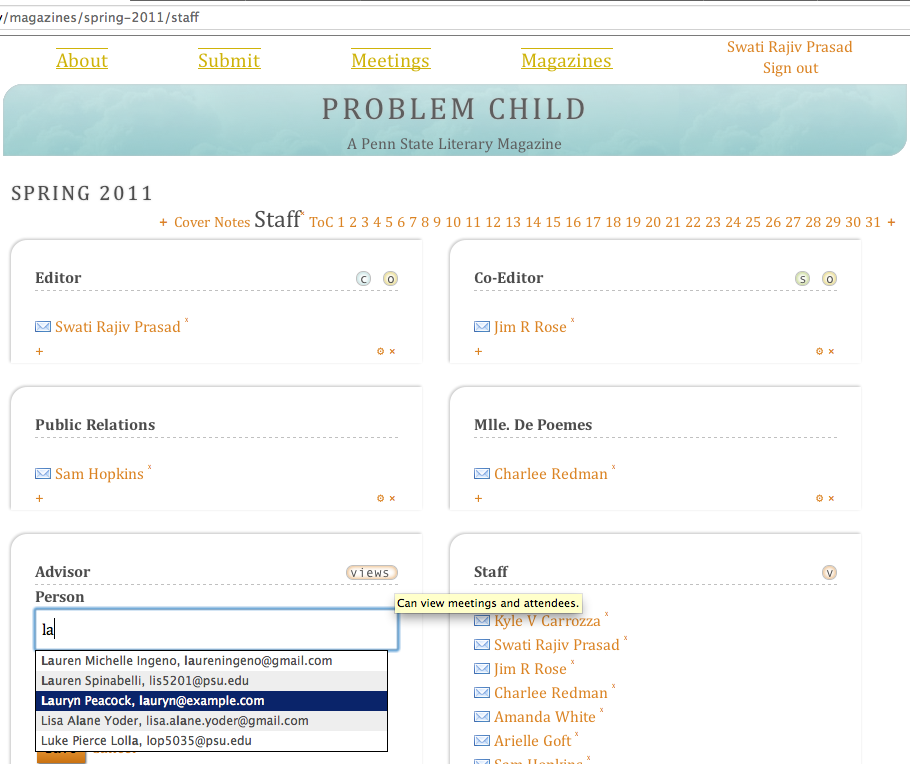 /magazines/spring-2011/staff
About Submit Meetings Magazines Swati Rajiv Prasad
Sign out
PROBLEM CHILD
A Penn State Literary Magazine
SPRING 2011
+ Cover Notes Staff x ToC 1 2 3 4 5 6 7 8 9 10 11 12 13 14 15 16 17 18 19 20 21 22 23 24 25 26 27 28 29 30 31 +
Editor C O
Swati Rajiv Prasad x
+ ⚙ ×
Co-Editor S O
Jim R Rose x
+ ⚙ ×
Public Relations
Sam Hopkins x
+ ⚙ ×
Mlle. De Poemes
Charlee Redman x
+ ⚙ ×
Advisor views
Person
Can view meetings and attendees.
la
Lauren Michelle Ingeno, laureningeno@gmail.com
Lauren Spinabelli, lis5201@psu.edu
Lauryn Peacock, lauryn@example.com
Lisa Alane Yoder, lisa.alane.yoder@gmail.com
Luke Pierce Lolla, lop5035@psu.edu
Staff v
Kyle V Carrozza x
Swati Rajiv Prasad x
Jim R Rose x
Charlee Redman x
Amanda White x
Arielle Goft x
Sam Hopkins x